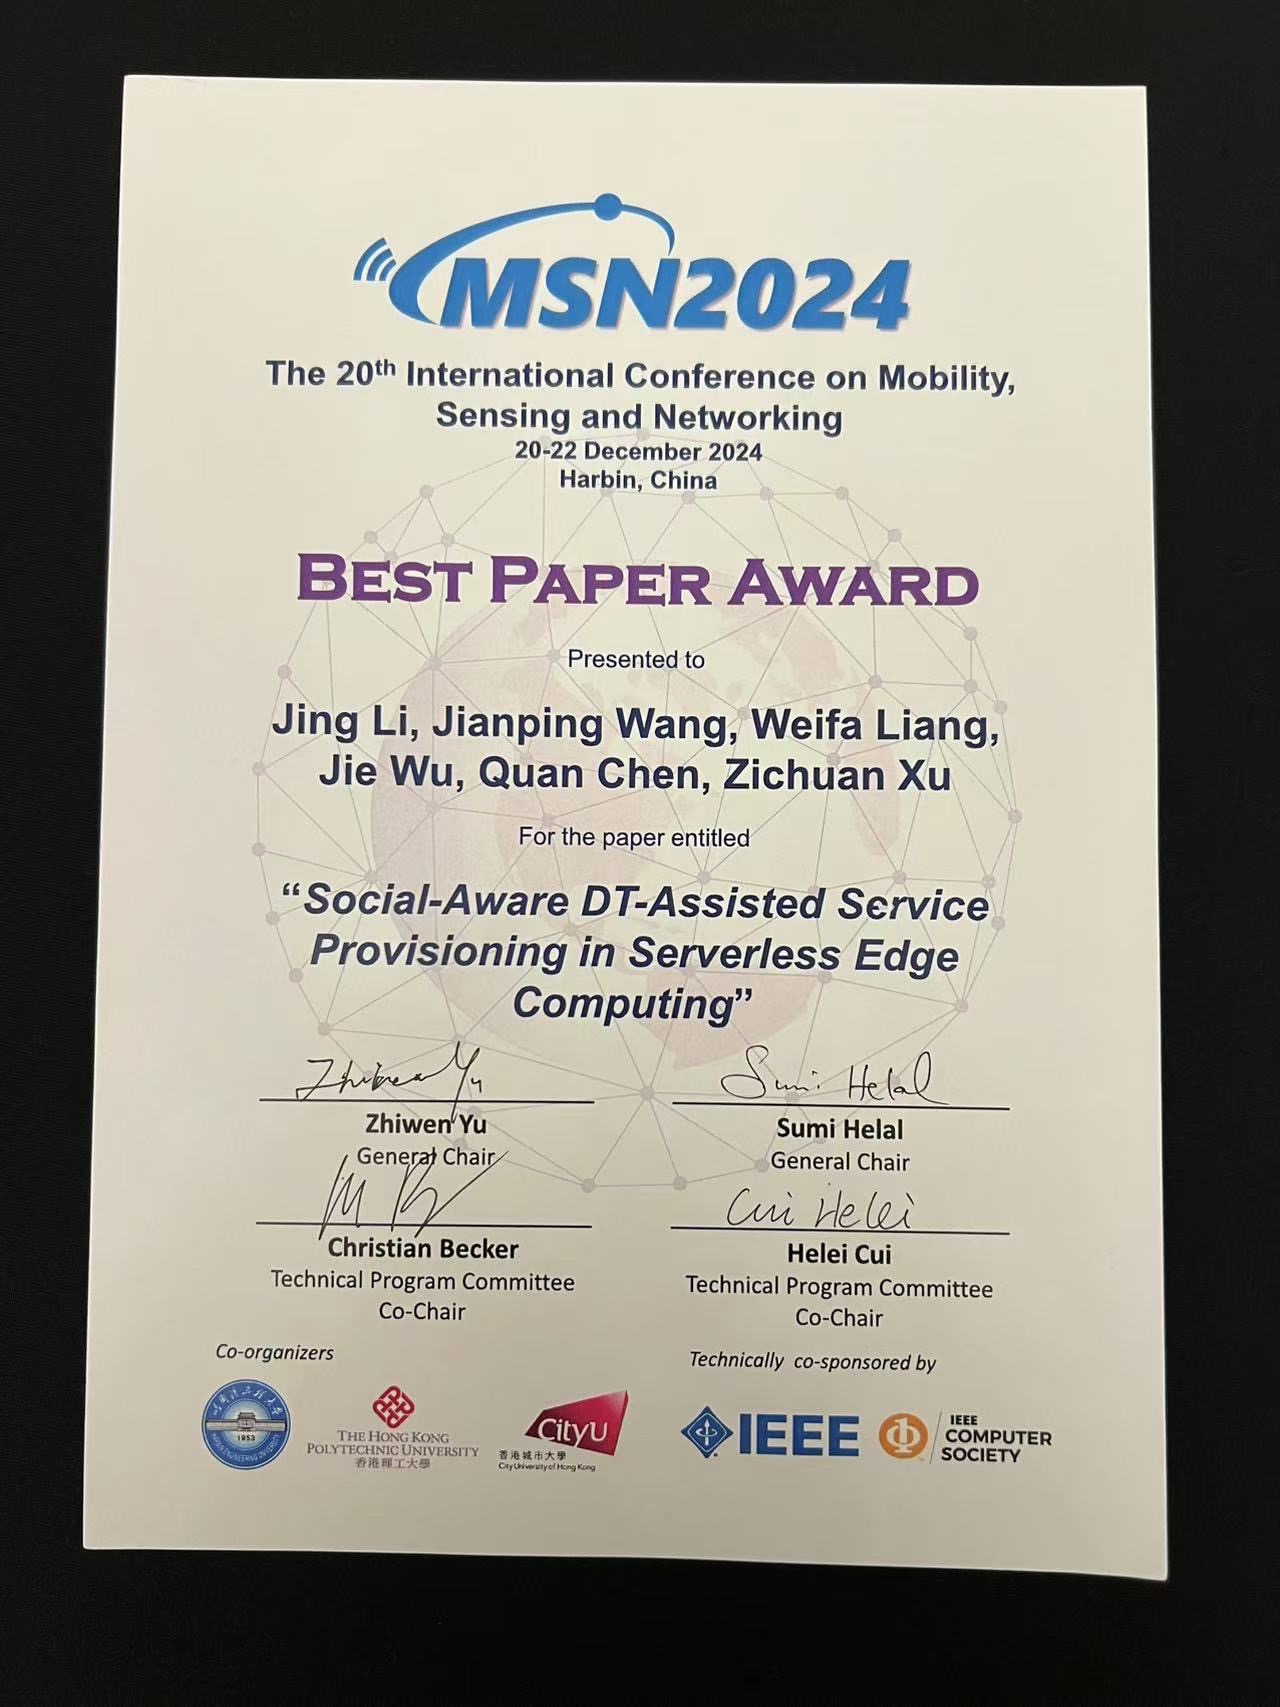 MSN2024
The 20th International Conference on Mobility,
Sensing and Networking
20-22 December 2024
Harbin, China
BEST PAPER AWARD
Presented to
Jing Li, Jianping Wang, Weifa Liang,
Jie Wu, Quan Chen, Zichuan Xu
For the paper entitled
“Social-Aware DT-Assisted Service
Provisioning in Serverless Edge
Computing”
Zhiwen Yu
Sumi Helal
Zhiwen Yu
Sumi Helal
General Chair
General Chair
Cui Helei
Christian Becker
Helei Cui
Technical Program Committee
Technical Program Committee
Co-Chair
Co-Chair
Co-organizers
Technically co-sponsored by
1953
HARBIN ENGINEERING UNIVERSITY
THE HONG KONG
POLYTECHNIC UNIVERSITY
香港理工大學
CityU
香港城市大學
City University of Hong Kong
IEEE
IEEE
COMPUTER
SOCIETY